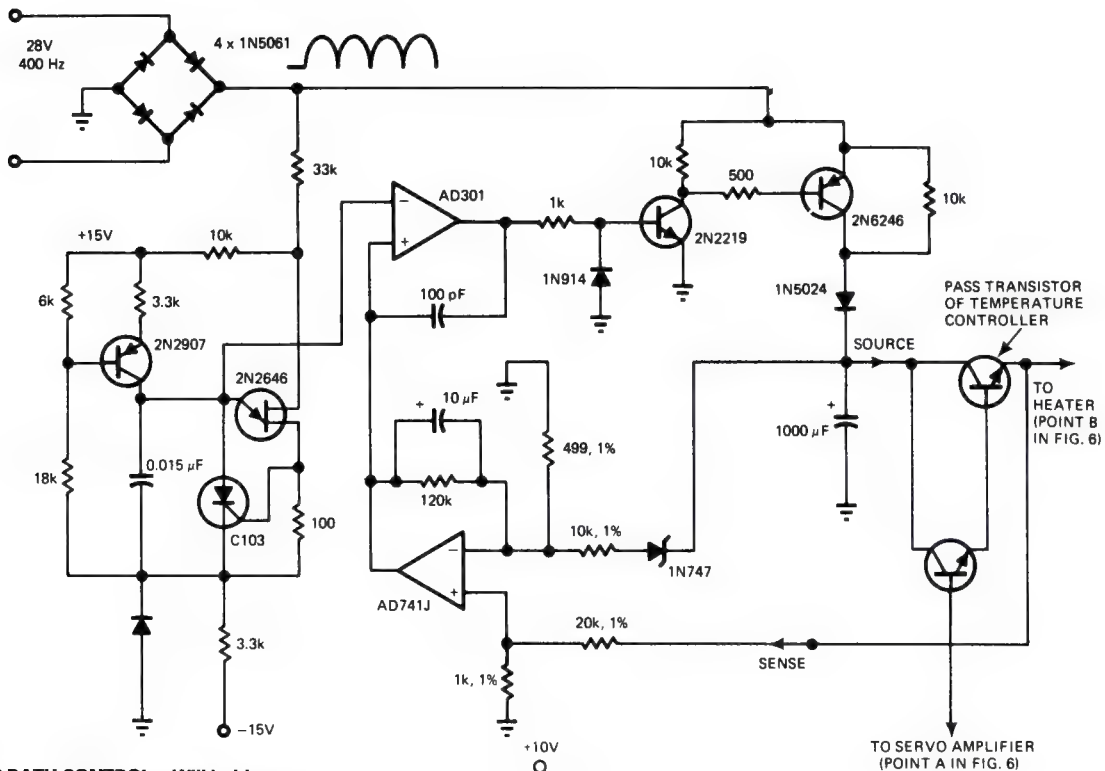 28V
400 Hz
4 x 1N5061
33k
AD301
−
+
1k
10k
500
2N6246
10k
2N2219
1N914
100 pF
+15V
10k
6k
3.3k
2N2907
2N2646
1N5024
PASS TRANSISTOR
OF TEMPERATURE
CONTROLLER
SOURCE
TO
HEATER
(POINT B
IN FIG. 6)
+
10 µF
499, 1%
+
1000 µF
18k
0.015 µF
C103
100
120k
10k, 1%
1N747
−
+
AD741J
20k, 1%
SENSE
3.3k
1k, 1%
−15V
+10V
TO SERVO AMPLIFIER
(POINT A IN FIG. 6)